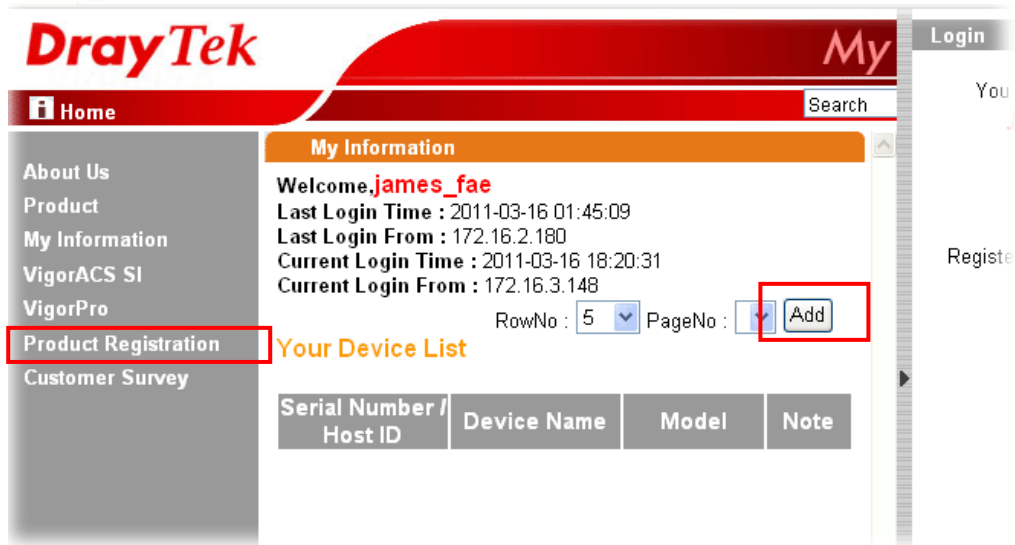 DrayTek
My
Home
Search
About Us
Product
My Information
VigorACS SI
VigorPro
Product Registration
Customer Survey
My Information
Welcome,james_fae
Last Login Time : 2011-03-16 01:45:09
Last Login From : 172.16.2.180
Current Login Time : 2011-03-16 18:20:31
Current Login From : 172.16.3.148
RowNo : 5 PageNo : Add
Your Device List
Serial Number / Host ID Device Name Model Note
Login
You
Registe